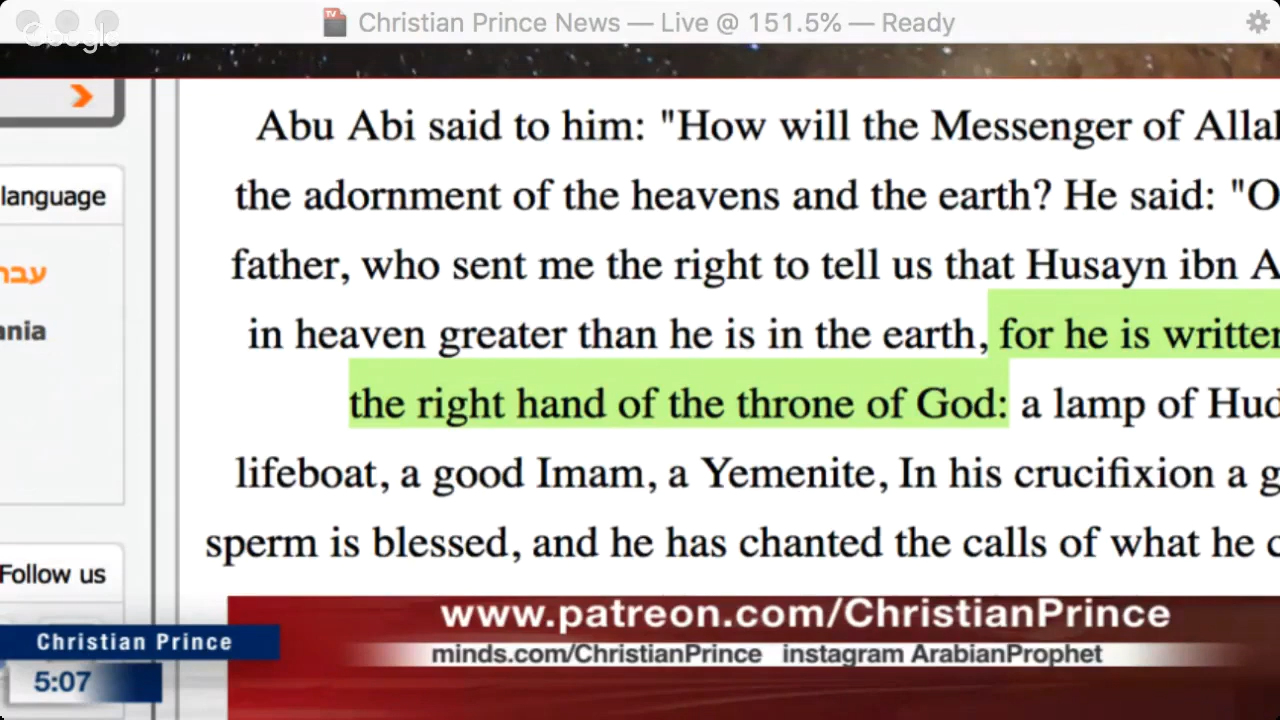 Christian Prince News — Live @ 151.5% — Ready
Google
Abu Abi said to him: "How will the Messenger of Allah
the adornment of the heavens and the earth? He said: "O
father, who sent me the right to tell us that Husayn ibn A
in heaven greater than he is in the earth, for he is written
the right hand of the throne of God: a lamp of Hud
lifeboat, a good Imam, a Yemenite, In his crucifixion a g
sperm is blessed, and he has chanted the calls of what he c
language
עבר
ania
Follow us
www.patreon.com/ChristianPrince
minds.com/ChristianPrince instagram ArabianProphet
Christian Prince
5:07